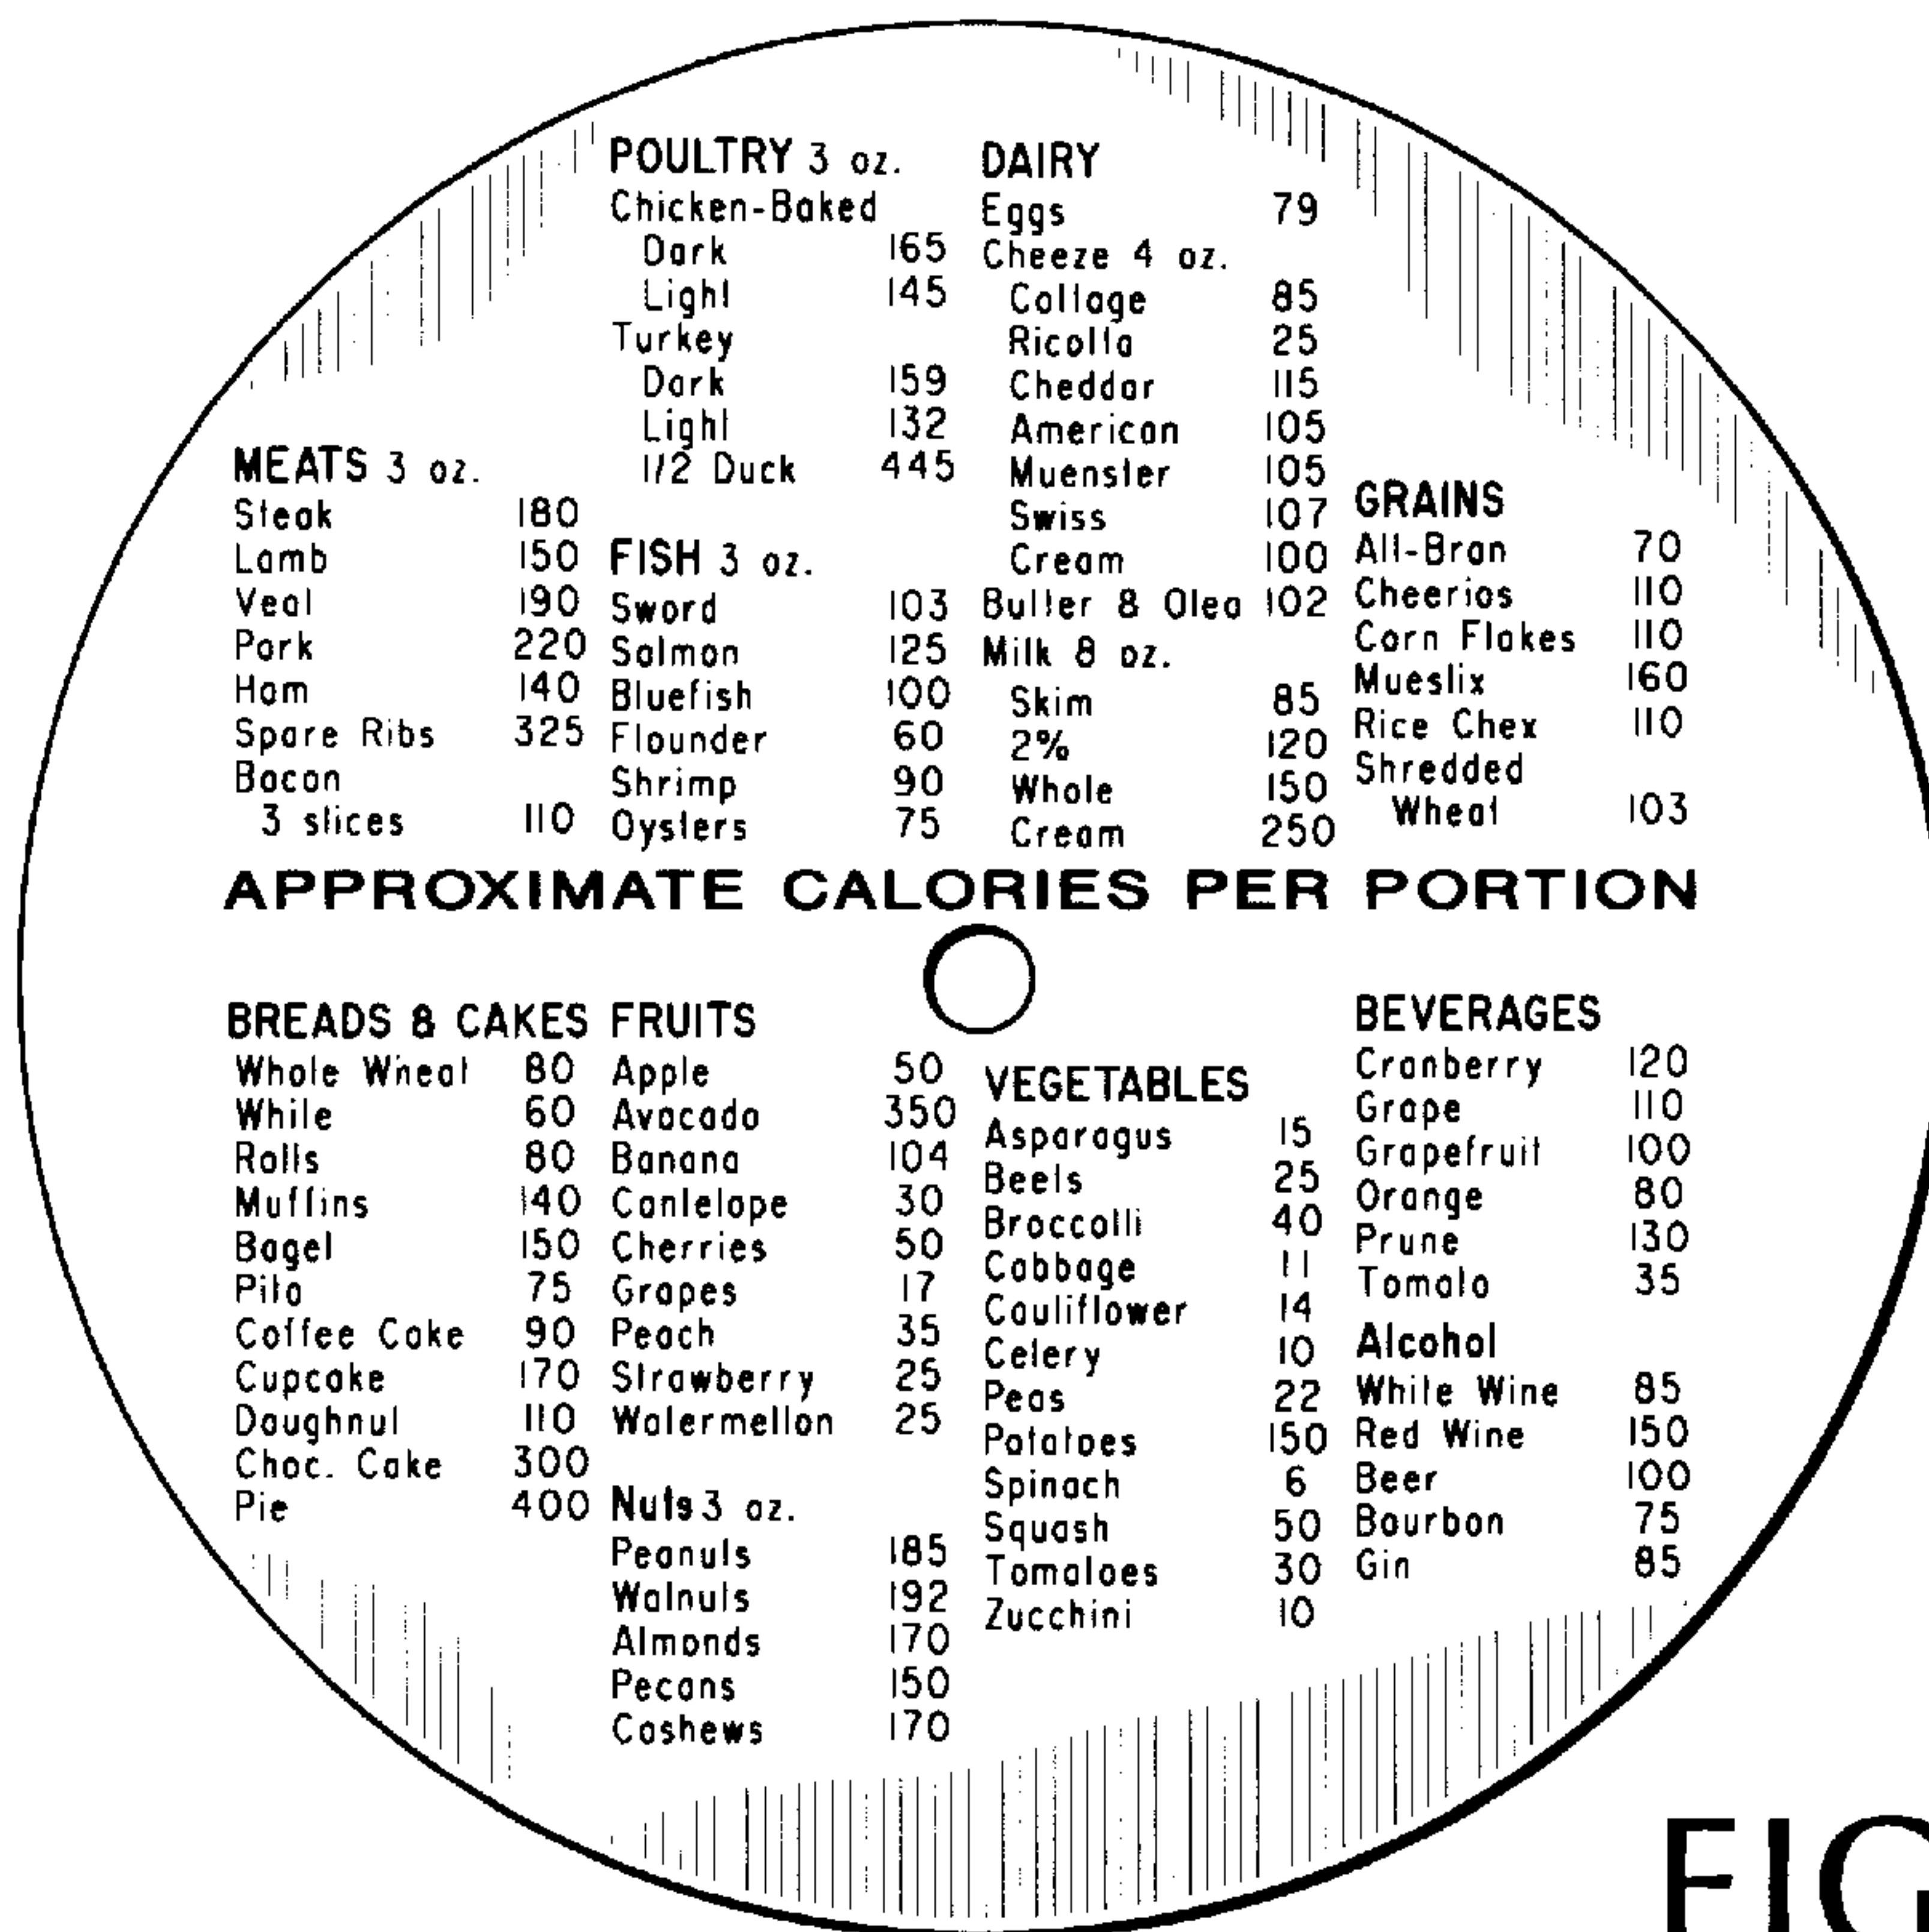 POULTRY 3 oz.
Chicken-Baked
Dark 165
Light 145
Turkey
Dark 159
Light 132
1/2 Duck 445
DAIRY
Eggs 79
Cheeze 4 oz.
Cottage 85
Ricotta 25
Cheddar 115
American 105
Muenster 105
Swiss 107
Cream 100
Butter & Oleo 102
Milk 8 oz.
Skim 85
2% 120
Whole 150
Cream 250
MEATS 3 oz.
Steak 180
Lamb 150
Veal 190
Pork 220
Ham 140
Spare Ribs 325
Bacon
3 slices 110
FISH 3 oz.
Sword 103
Salmon 125
Bluefish 100
Flounder 60
Shrimp 90
Oysters 75
GRAINS
All-Bran 70
Cheerios 110
Corn Flakes 110
Mueslix 160
Rice Chex 110
Shredded
Wheat 103
APPROXIMATE CALORIES PER PORTION
BREADS & CAKES
Whole Wheat 80
White 60
Rolls 80
Muffins 140
Bagel 150
Pita 75
Coffee Cake 90
Cupcake 170
Doughnut 110
Choc. Cake 300
Pie 400
FRUITS
Apple 50
Avocado 350
Banana 104
Cantelope 30
Cherries 50
Grapes 17
Peach 35
Strawberry 25
Watermellon 25
Nuts 3 oz.
Peanuts 185
Walnuts 192
Almonds 170
Pecans 150
Cashews 170
VEGETABLES
Asparagus 15
Beets 25
Broccolli 40
Cabbage 11
Cauliflower 14
Celery 10
Peas 22
Potatoes 150
Spinach 6
Squash 50
Tomatoes 30
Zucchini 10
BEVERAGES
Cranberry 120
Grape 110
Grapefruit 100
Orange 80
Prune 130
Tomato 35
Alcohol
White Wine 85
Red Wine 150
Beer 100
Bourbon 75
Gin 85
FIG